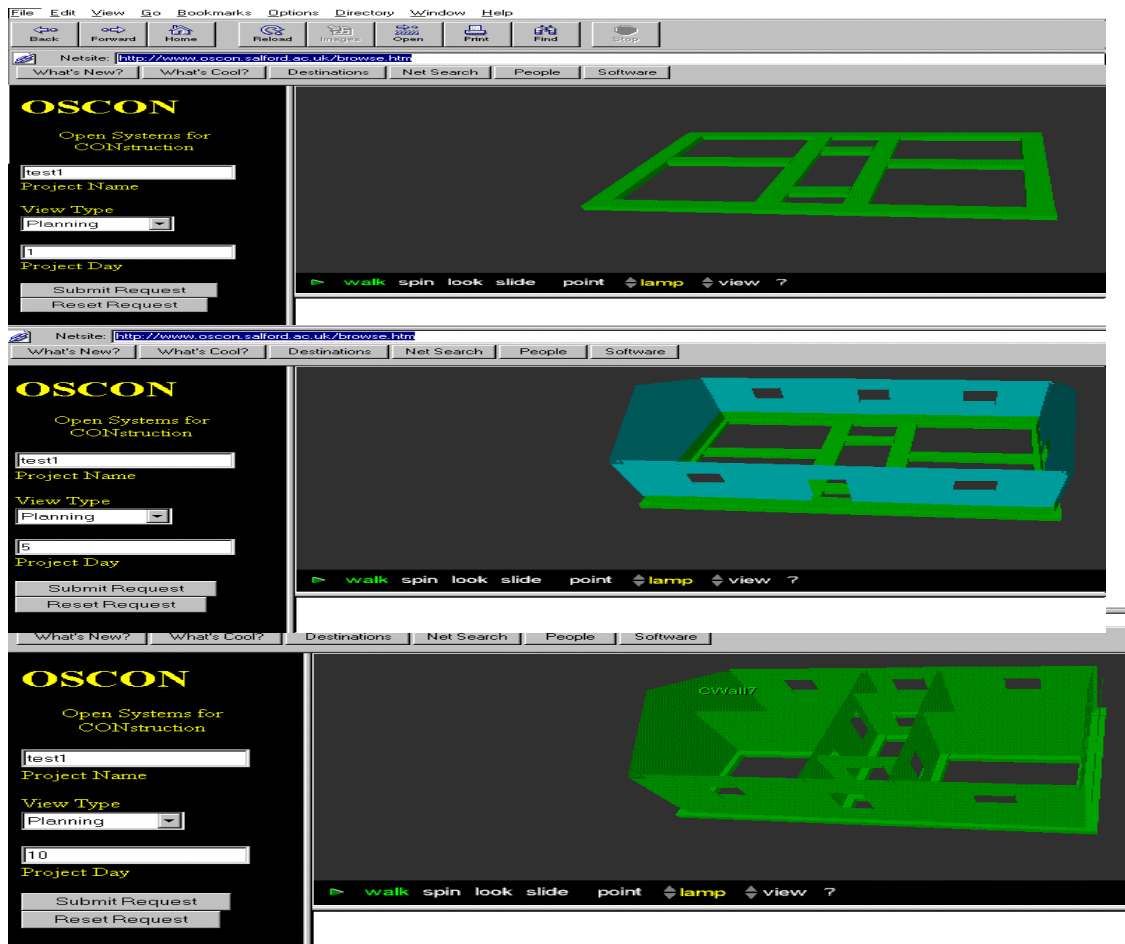 File Edit View Go Bookmarks Options Directory Window Help
Back Forward Home Reload Images Open Print Find Stop
Netsite: http://www.oscon.salford.ac.uk/browse.htm
What's New? What's Cool? Destinations Net Search People Software
OSCON
Open Systems for
CONstruction
test1
Project Name
View Type
Planning
1
Project Day
Submit Request
Reset Request
walk spin look slide point lamp view ?
Netsite: http://www.oscon.salford.ac.uk/browse.htm
What's New? What's Cool? Destinations Net Search People Software
OSCON
Open Systems for
CONstruction
test1
Project Name
View Type
Planning
5
Project Day
Submit Request
Reset Request
walk spin look slide point lamp view ?
What's New? What's Cool? Destinations Net Search People Software
OSCON
Open Systems for
CONstruction
test1
Project Name
View Type
Planning
10
Project Day
Submit Request
Reset Request
CWall7
walk spin look slide point lamp view ?